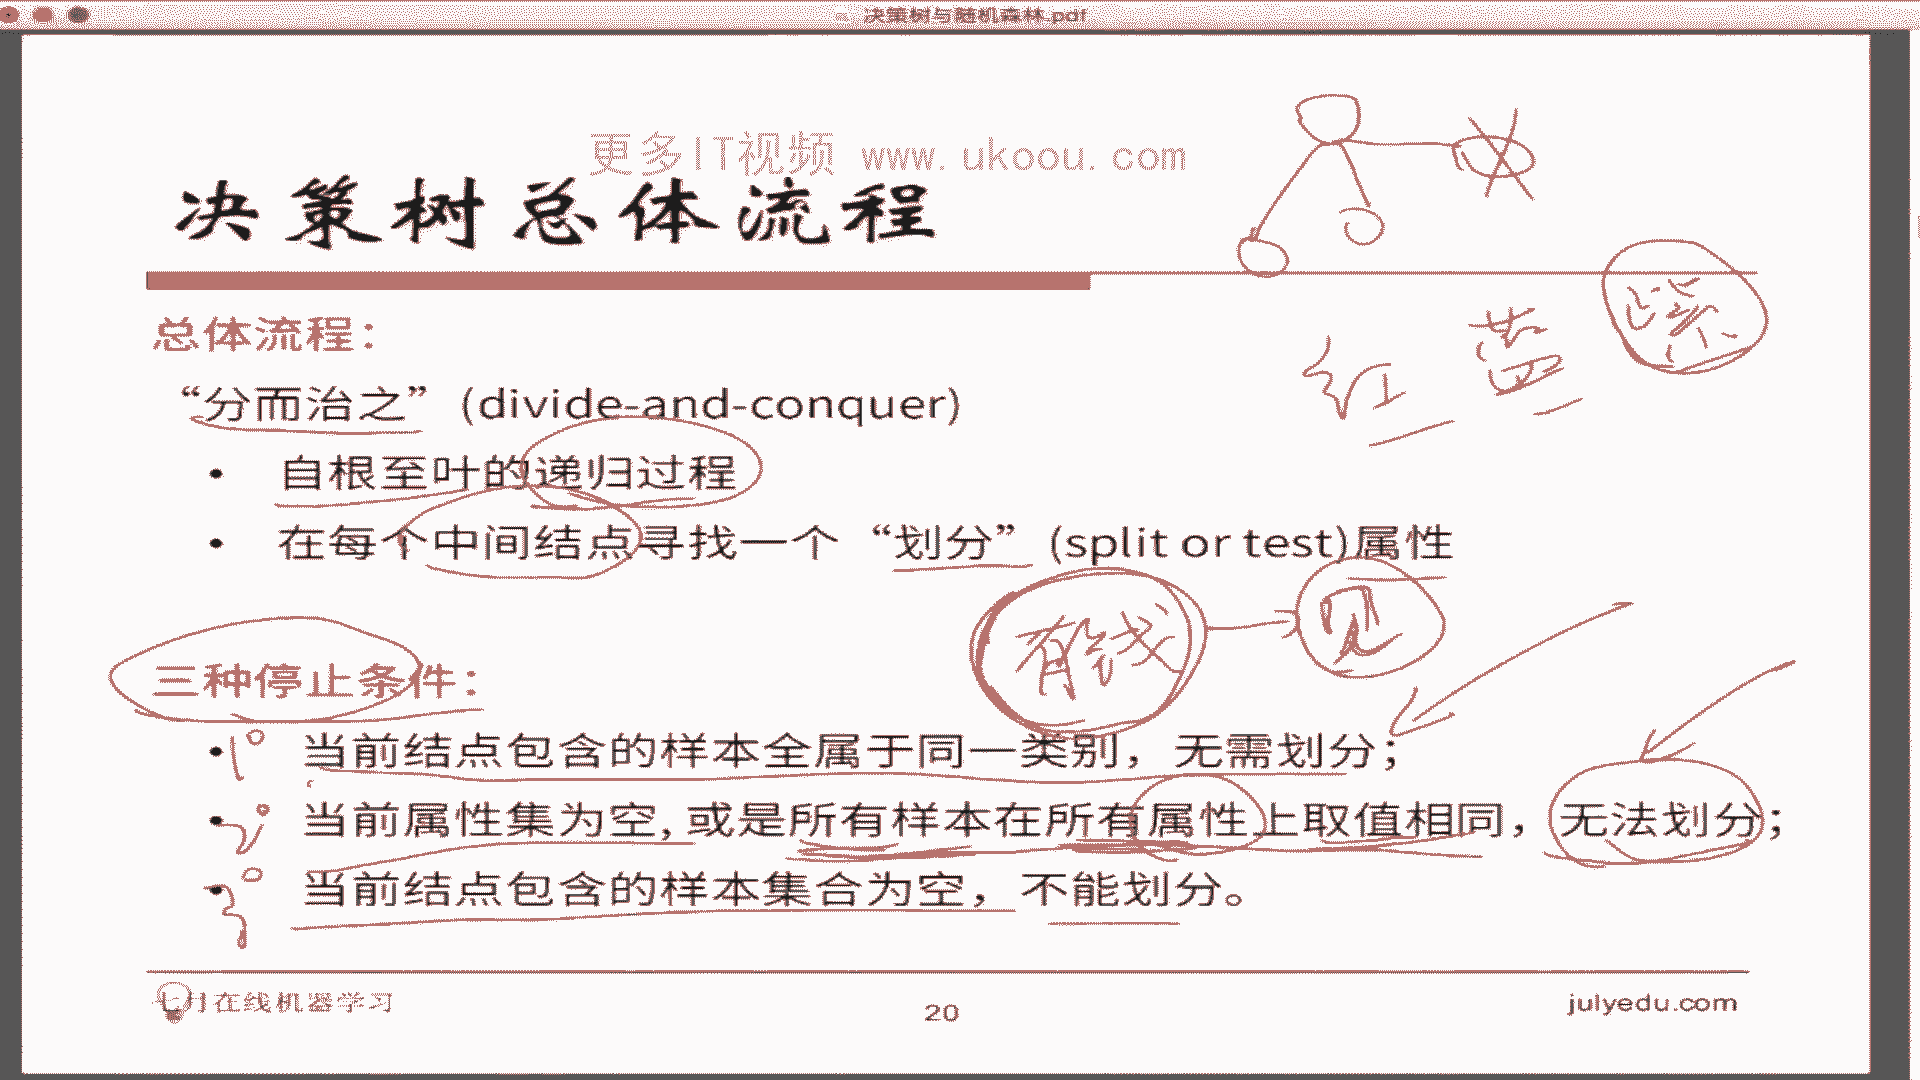 决策树与随机森林.pdf
更多IT视频 www.ukoou.com
决策树总体流程
总体流程：
“分而治之” (divide-and-conquer)
红 蓝 紫
• 自根至叶的递归过程
• 在每个中间结点寻找一个 “划分” (split or test)属性
有钱 见
三种停止条件：
• 1° 当前结点包含的样本全属于同一类别，无需划分；
• 2° 当前属性集为空, 或是所有样本在所有属性上取值相同，无法划分；
• 3° 当前结点包含的样本集合为空，不能划分。
七月在线机器学习
20
julyedu.com